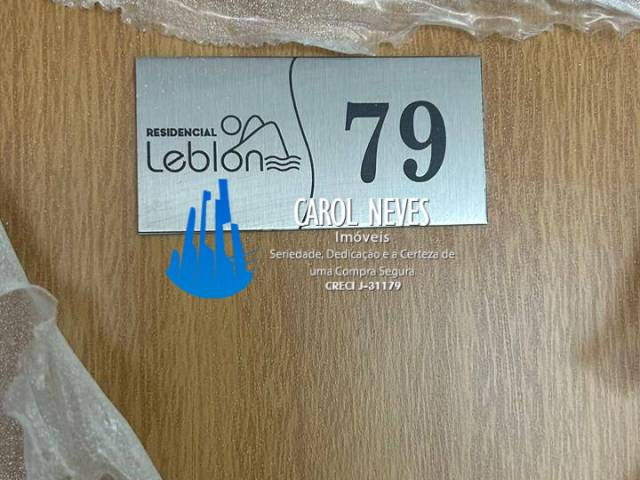 RESIDENCIAL
Leblon
79
CAROL NEVES
Imóveis
Seriedade, Dedicação e a Certeza de
uma Compra Segura
CRECI J-31179